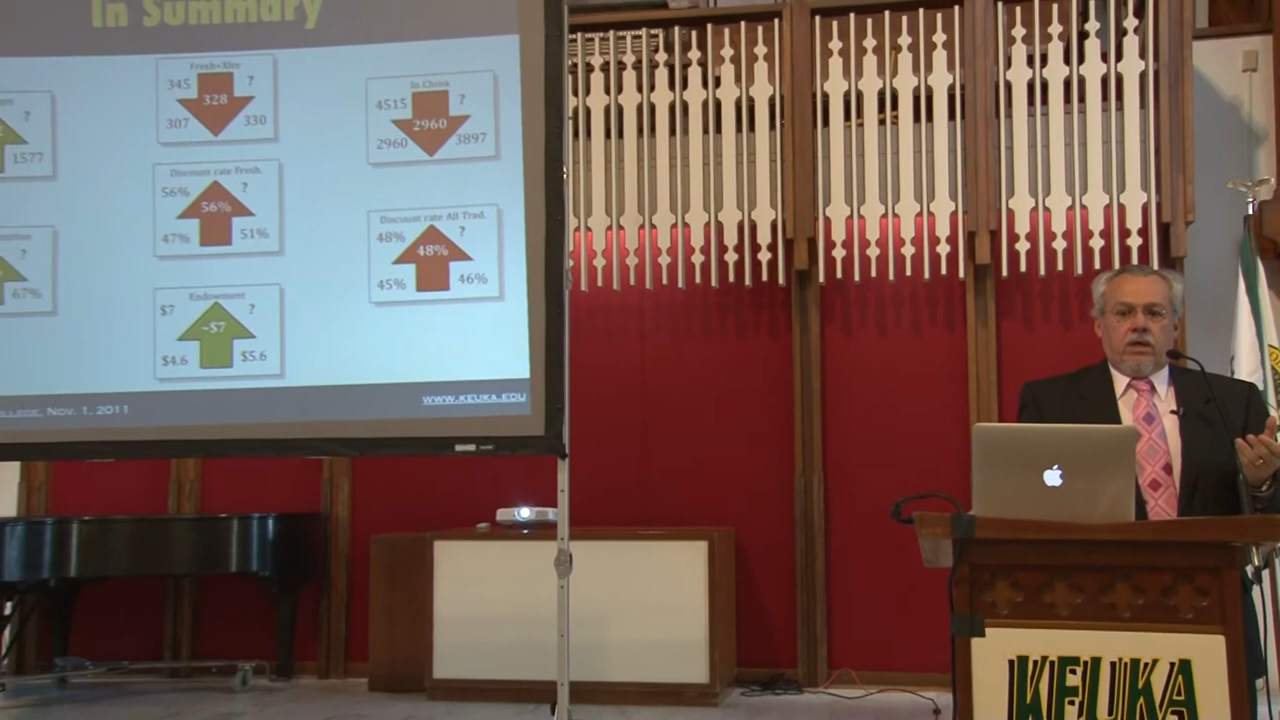 In Summary
?
1577
?
67%
Fresh+Xfer
345 ?
328
307 330
Discount rate Fresh.
56% ?
56%
47% 51%
Endowment
$7 ?
~$7
$4.6 $5.6
In China
4515 ?
2960
2960 3897
Discount rate All Trad.
48% ?
48%
45% 46%
Nov. 1, 2011
WWW.KEUKA.EDU
KEUKA